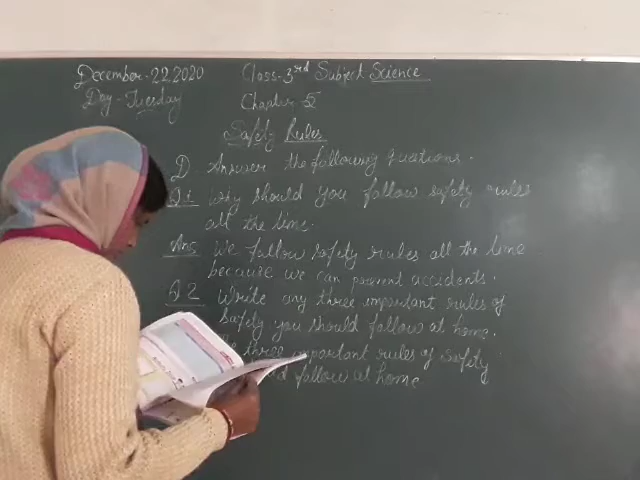 December-22 2020 Class-3rd Subject Science
Day-Tuesday Chapter-5
Safety Rules
D Answer the following questions.
Q.1 why should you follow safety rules
all the time.
Ans We follow safety rules all the time
because we can prevent accidents.
Q 2 Write any three important rules of
safety you should follow at home.
three important rules of safety
follow at home